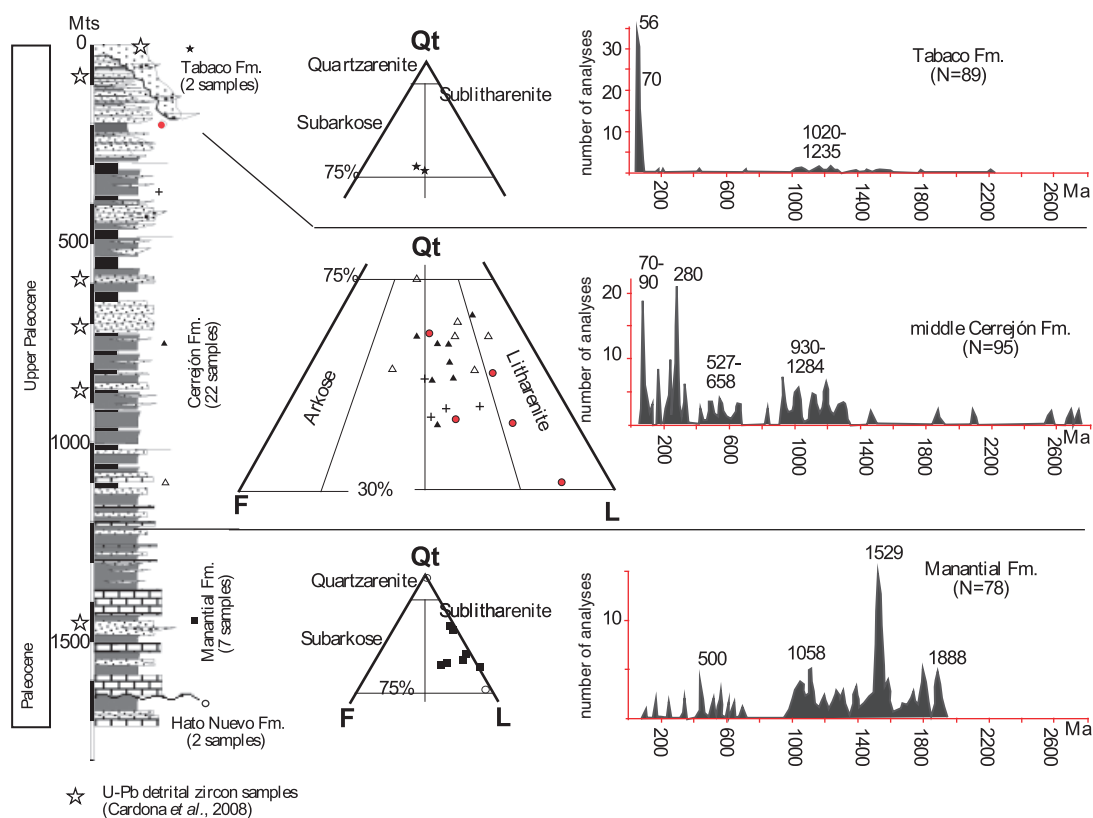 Mts
0
500
1000
1500
Upper Paleocene
Paleocene
Tabaco Fm.
(2 samples)
Cerrejón Fm.
(22 samples)
Manantial Fm.
(7 samples)
Hato Nuevo Fm.
(2 samples)
U-Pb detrital zircon samples
(Cardona et al., 2008)
Qt
Quartzarenite
Sublitharenite
Subarkose
75%
Qt
75%
Arkose
Litharenite
30%
F
L
Qt
Quartzarenite
Sublitharenite
Subarkose
75%
F
L
number of analyses
30
20
10
56
70
1020-
1235
Tabaco Fm.
(N=89)
200
600
1000
1400
1800
2200
2600
Ma
number of analyses
20
10
70-
90
280
527-
658
930-
1284
middle Cerrejón Fm.
(N=95)
200
600
1000
1400
1800
2200
2600
Ma
number of analyses
10
500
1058
1529
1888
Manantial Fm.
(N=78)
200
600
1000
1400
1800
2200
2600
Ma